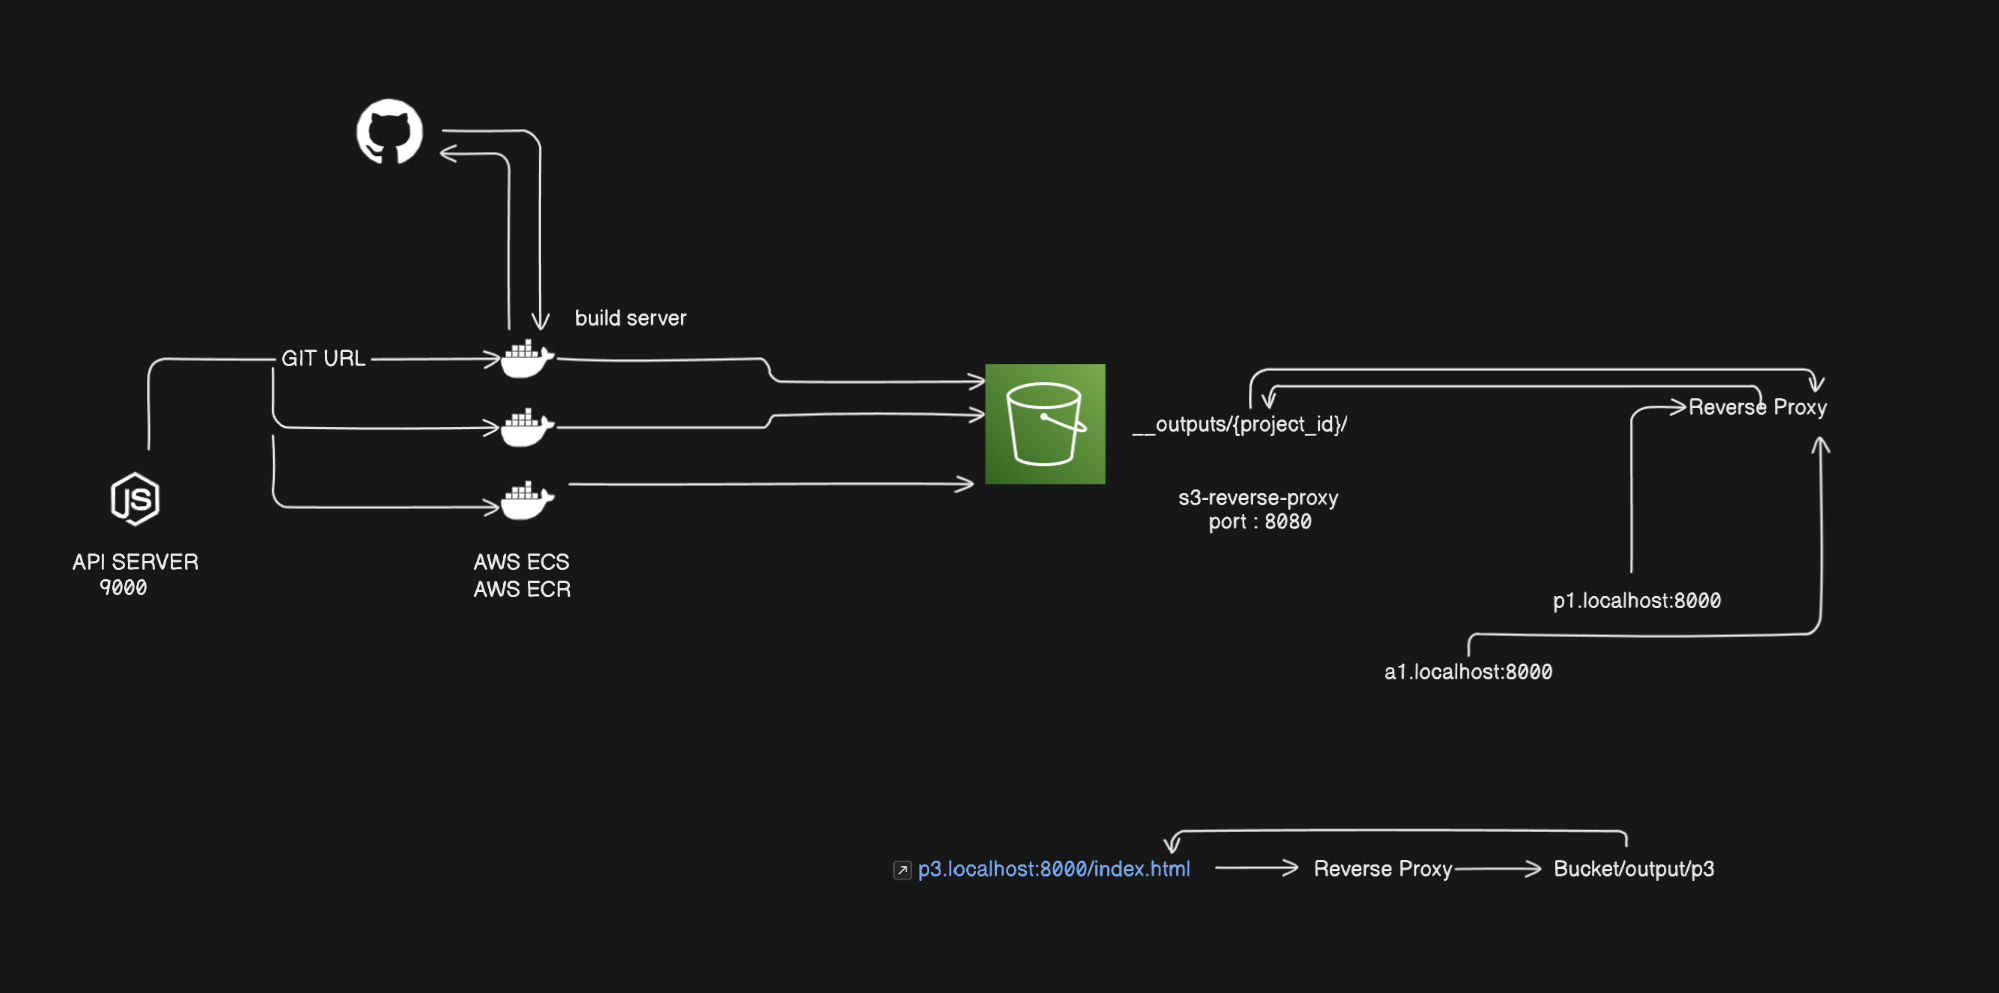 build server
GIT URL
JS
API SERVER
9000
AWS ECS
AWS ECR
__outputs/{project_id}/
s3-reverse-proxy
port : 8080
Reverse Proxy
p1.localhost:8000
a1.localhost:8000
p3.localhost:8000/index.html
Reverse Proxy
Bucket/output/p3